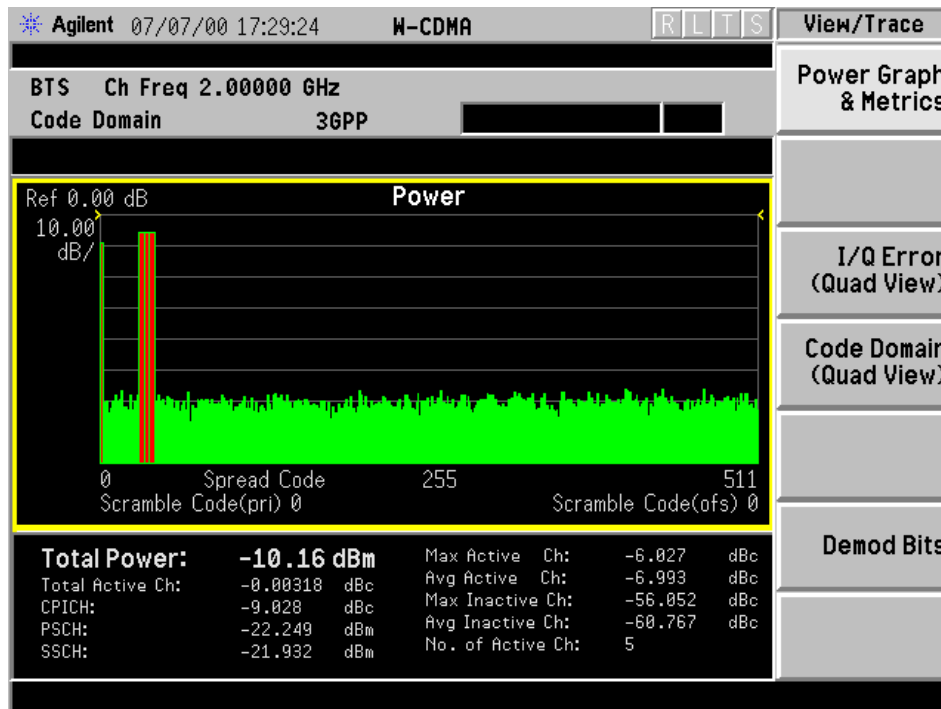 Agilent 07/07/00 17:29:24 W-CDMA R L T S View/Trace
BTS Ch Freq 2.00000 GHz
Code Domain 3GPP
Power Graph
& Metrics
Ref 0.00 dB Power
10.00
dB/
I/Q Error
(Quad View)
Code Domain
(Quad View)
0 Spread Code 255 511
Scramble Code(pri) 0 Scramble Code(ofs) 0
Demod Bits
Total Power: -10.16 dBm
Total Active Ch: -0.00318 dBc
CPICH: -9.028 dBc
PSCH: -22.249 dBm
SSCH: -21.932 dBm
Max Active Ch: -6.027 dBc
Avg Active Ch: -6.993 dBc
Max Inactive Ch: -56.052 dBc
Avg Inactive Ch: -60.767 dBc
No. of Active Ch: 5